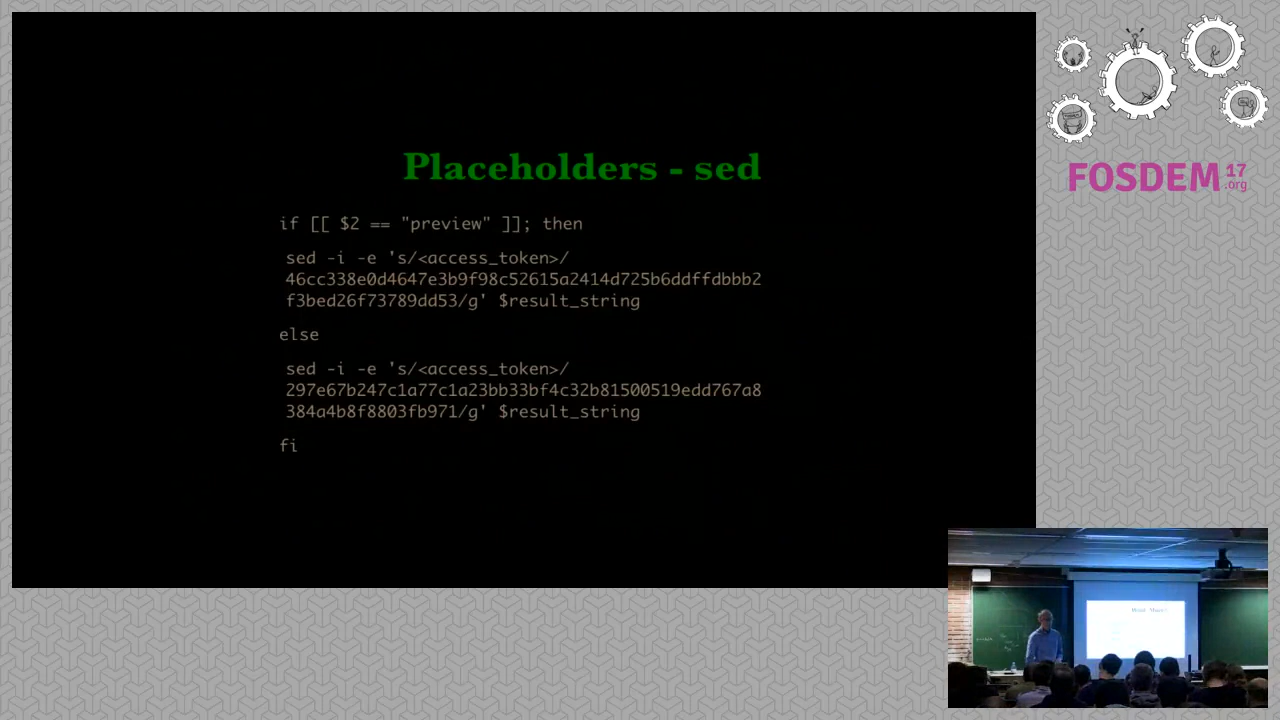 Placeholders - sed
if [[ $2 == "preview" ]]; then
sed -i -e 's/<access_token>/
46cc338e0d4647e3b9f98c52615a2414d725b6ddffdbbb2
f3bed26f73789dd53/g' $result_string
else
sed -i -e 's/<access_token>/
297e67b247c1a77c1a23bb33bf4c32b81500519edd767a8
384a4b8f8803fb971/g' $result_string
fi
FOSDEM 17
.org